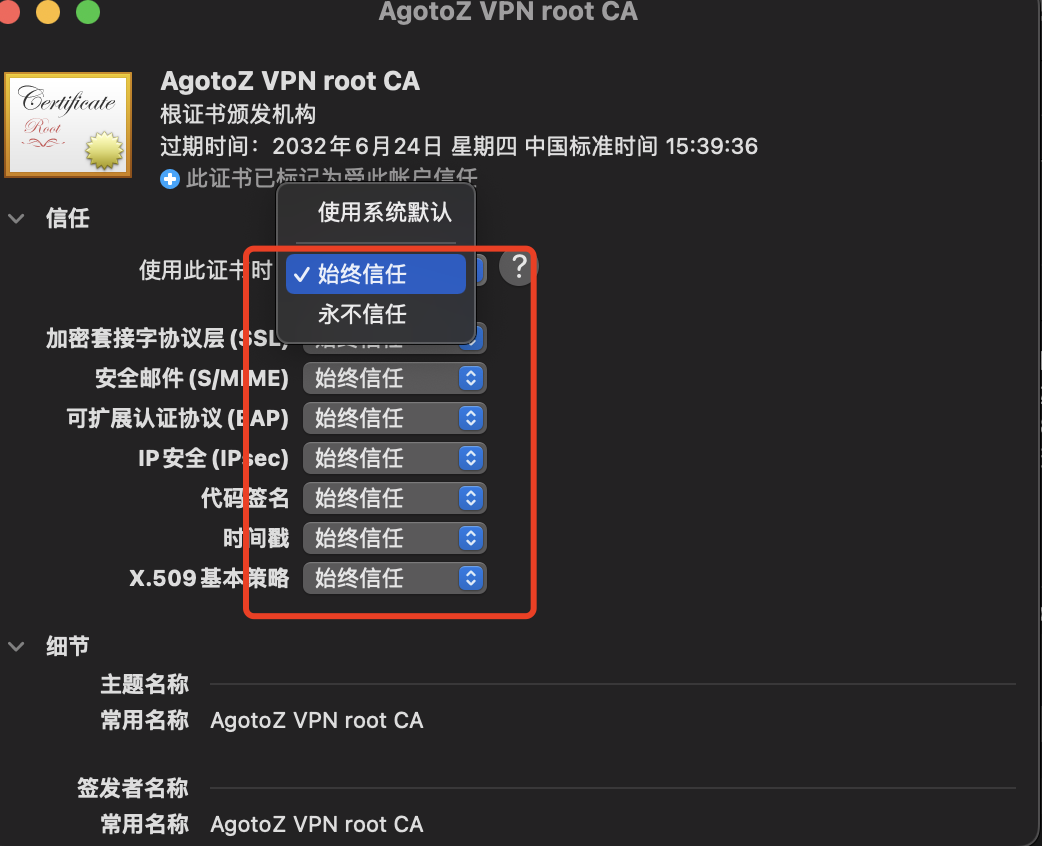 AgotoZ VPN root CA
Certificate
Root
AgotoZ VPN root CA
根证书颁发机构
过期时间：2032年6月24日 星期四 中国标准时间 15:39:36
此证书已标记为受此帐户信任
信任
使用系统默认
使用此证书时
✓ 始终信任
?
永不信任
加密套接字协议层 (SSL) 始终信任
安全邮件 (S/MIME) 始终信任
可扩展认证协议 (EAP) 始终信任
IP 安全 (IPsec) 始终信任
代码签名 始终信任
时间戳 始终信任
X.509 基本策略 始终信任
细节
主题名称
常用名称 AgotoZ VPN root CA
签发者名称
常用名称 AgotoZ VPN root CA